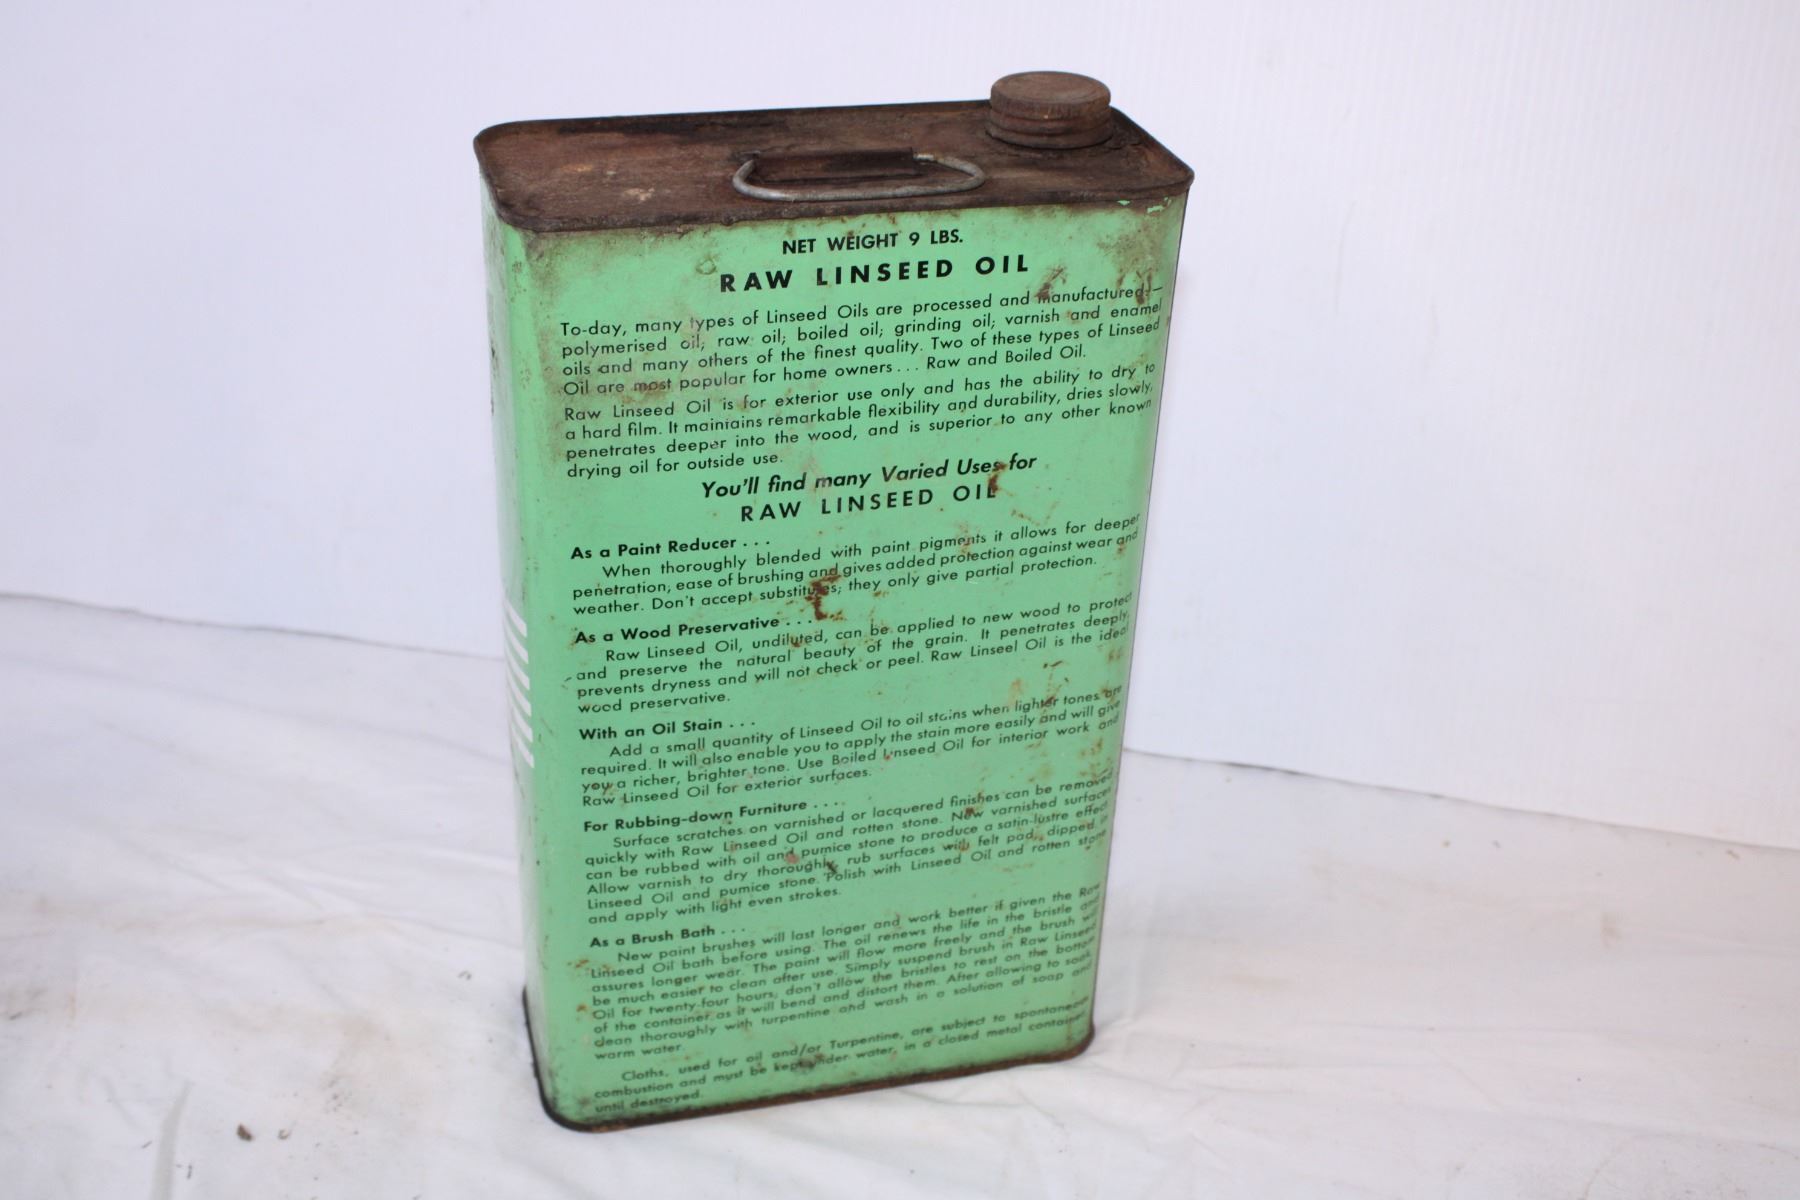 NET WEIGHT 9 LBS.
RAW LINSEED OIL
To-day, many types of Linseed Oils are processed and manufactured;—
polymerised oil; raw oil; boiled oil; grinding oil; varnish and enamel
oils and many others of the finest quality. Two of these types of Linseed
Oil are most popular for home owners... Raw and Boiled Oil.
Raw Linseed Oil is for exterior use only and has the ability to dry to
a hard film. It maintains remarkable flexibility and durability, dries slowly,
penetrates deeper into the wood, and is superior to any other known
drying oil for outside use.
You'll find many Varied Uses for
RAW LINSEED OIL
As a Paint Reducer . . .
When thoroughly blended with paint pigments it allows for deeper
penetration, ease of brushing and gives added protection against wear and
weather. Don't accept substitutes; they only give partial protection.
As a Wood Preservative . . .
Raw Linseed Oil, undiluted, can be applied to new wood to protect
and preserve the natural beauty of the grain. It penetrates deeply,
prevents dryness and will not check or peel. Raw Linseel Oil is the ideal
wood preservative.
With an Oil Stain . . .
Add a small quantity of Linseed Oil to oil stains when lighter tones are
required. It will also enable you to apply the stain more easily and will give
you a richer, brighter tone. Use Boiled Linseed Oil for interior work and
Raw Linseed Oil for exterior surfaces.
For Rubbing-down Furniture . . . .
Surface scratches on varnished or lacquered finishes can be removed
quickly with Raw Linseed Oil and rotten stone. New varnished surfaces
can be rubbed with oil and pumice stone to produce a satin-lustre effect.
Allow varnish to dry thoroughly, rub surfaces with felt pad, dipped in
Linseed Oil and pumice stone. Polish with Linseed Oil and rotten stone
and apply with light even strokes.
As a Brush Bath . . .
New paint brushes will last longer and work better if given the Raw
Linseed Oil bath before using. The oil renews the life in the bristle and
assures longer wear. The paint will flow more freely and the brush will
be much easier to clean after use. Simply suspend brush in Raw Linseed
Oil for twenty-four hours, don't allow the bristles to rest on the bottom
of the container as it will bend and distort them. After allowing to soak
clean thoroughly with turpentine and wash in a solution of soap and
warm water.
Cloths, used for oil and/or Turpentine, are subject to spontaneous
combustion and must be kept under water, in a closed metal container
until destroyed.